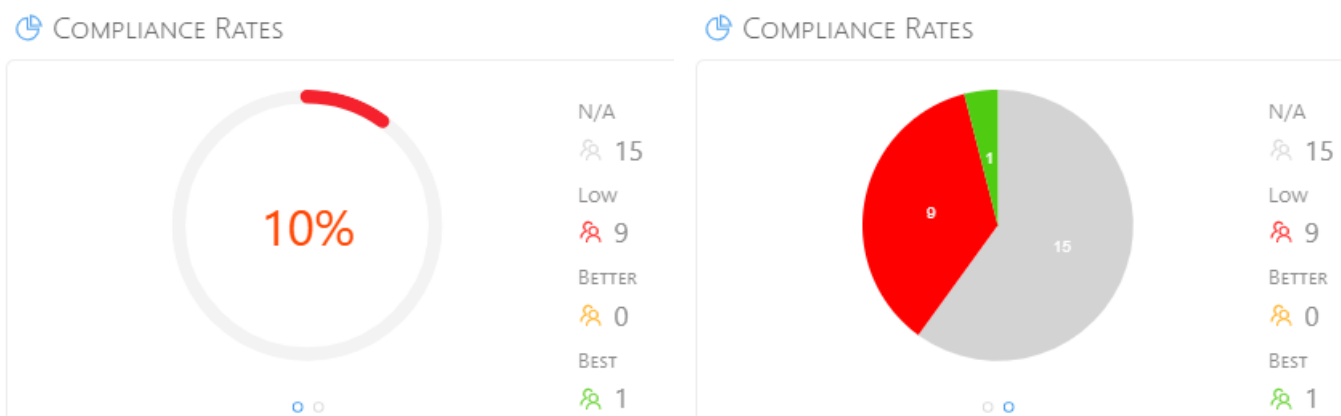 Compliance Rates
10%
N/A
15
Low
9
Better
0
Best
1
Compliance Rates
1
9
15
N/A
15
Low
9
Better
0
Best
1